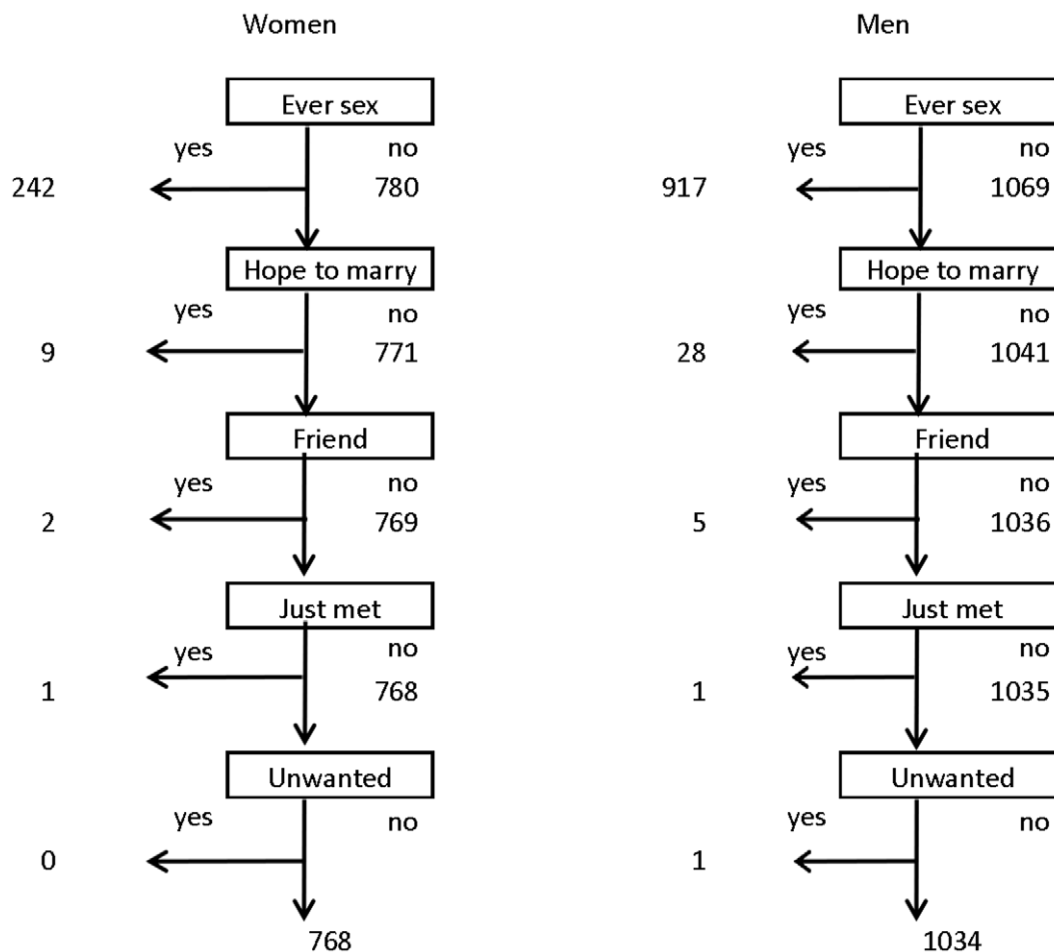 Women Men
Ever sex Ever sex
yes no yes no
242 780 917 1069
Hope to marry Hope to marry
yes no yes no
9 771 28 1041
Friend Friend
yes no yes no
2 769 5 1036
Just met Just met
yes no yes no
1 768 1 1035
Unwanted Unwanted
yes no yes no
0 1
768 1034